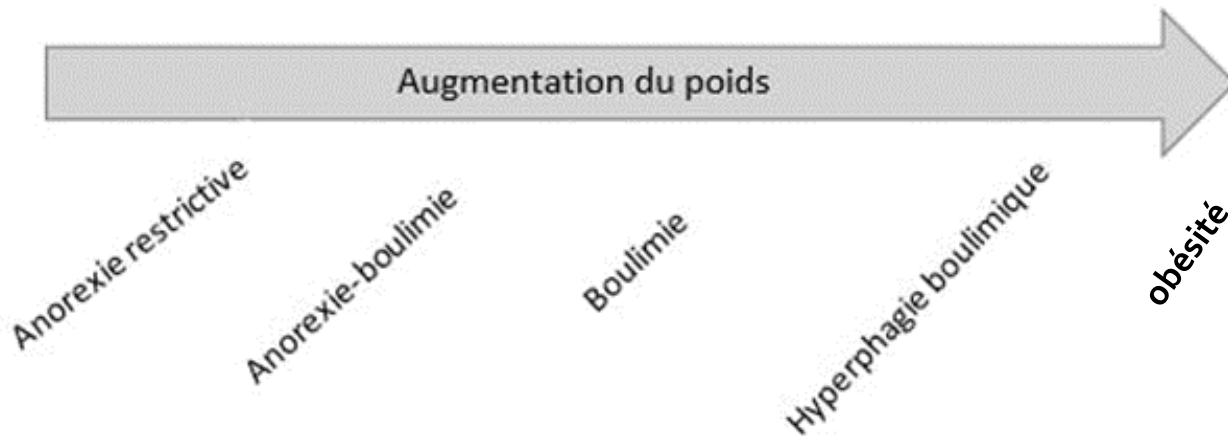 Augmentation du poids
Anorexie restrictive
Anorexie-boulimie
Boulimie
Hyperphagie boulimique
obésité